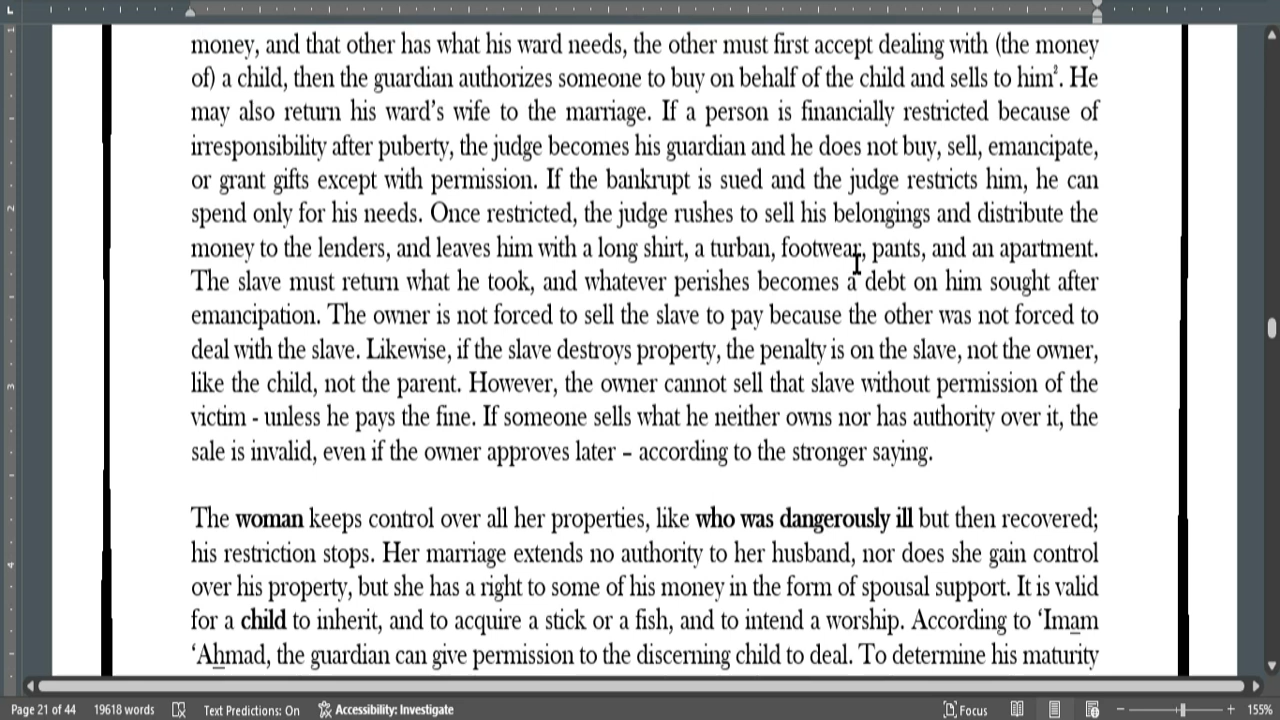 money, and that other has what his ward needs, the other must first accept dealing with (the money
of) a child, then the guardian authorizes someone to buy on behalf of the child and sells to him². He
may also return his ward's wife to the marriage. If a person is financially restricted because of
irresponsibility after puberty, the judge becomes his guardian and he does not buy, sell, emancipate,
or grant gifts except with permission. If the bankrupt is sued and the judge restricts him, he can
spend only for his needs. Once restricted, the judge rushes to sell his belongings and distribute the
money to the lenders, and leaves him with a long shirt, a turban, footwear, pants, and an apartment.
The slave must return what he took, and whatever perishes becomes a debt on him sought after
emancipation. The owner is not forced to sell the slave to pay because the other was not forced to
deal with the slave. Likewise, if the slave destroys property, the penalty is on the slave, not the owner,
like the child, not the parent. However, the owner cannot sell that slave without permission of the
victim - unless he pays the fine. If someone sells what he neither owns nor has authority over it, the
sale is invalid, even if the owner approves later – according to the stronger saying.
The woman keeps control over all her properties, like who was dangerously ill but then recovered;
his restriction stops. Her marriage extends no authority to her husband, nor does she gain control
over his property, but she has a right to some of his money in the form of spousal support. It is valid
for a child to inherit, and to acquire a stick or a fish, and to intend a worship. According to ‘Imam
‘Ahmad, the guardian can give permission to the discerning child to deal. To determine his maturity
Page 21 of 44 19618 words Text Predictions: On Accessibility: Investigate Focus 155%